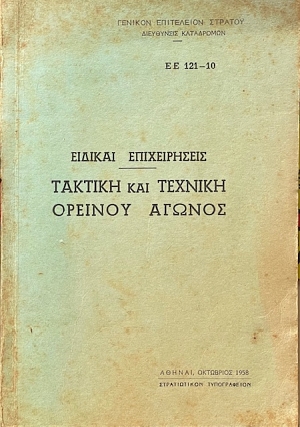 ΓΕΝΙΚΟΝ ΕΠΙΤΕΛΕΙΟΝ ΣΤΡΑΤΟΥ
ΔΙΕΥΘΥΝΣΙΣ ΚΑΤΑΔΡΟΜΩΝ
ΕΕ 121-10
ΕΙΔΙΚΑΙ ΕΠΙΧΕΙΡΗΣΕΙΣ
ΤΑΚΤΙΚΗ ΚΑΙ ΤΕΧΝΙΚΗ
ΟΡΕΙΝΟΥ ΑΓΩΝΟΣ
ΑΘΗΝΑΙ, ΟΚΤΩΒΡΙΟΣ 1958
ΣΤΡΑΤΙΩΤΙΚΟΝ ΤΥΠΟΓΡΑΦΕΙΟΝ